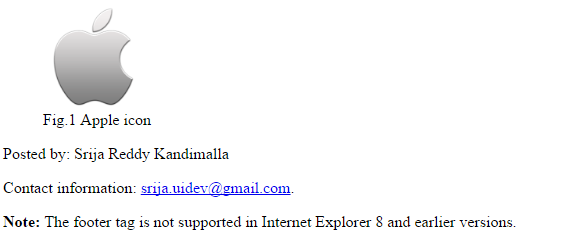 Fig.1 Apple icon
Posted by: Srija Reddy Kandimalla
Contact information: srija.uidev@gmail.com.
Note: The footer tag is not supported in Internet Explorer 8 and earlier versions.